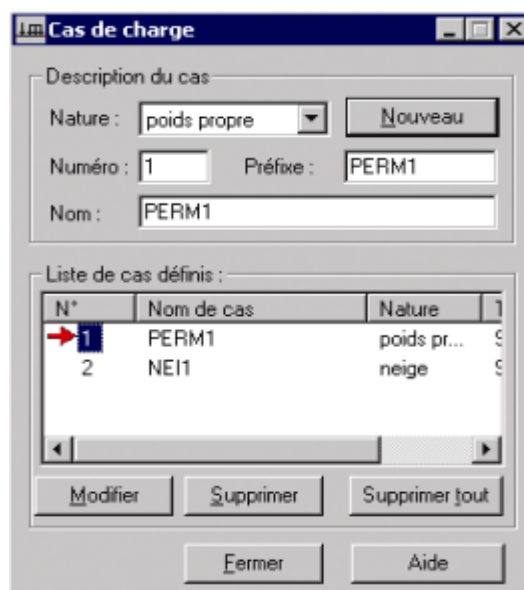 Cas de charge
Description du cas
Nature : poids propre Nouveau
Numéro : 1 Préfixe : PERM1
Nom : PERM1
Liste de cas définis :
N° Nom de cas Nature
1 PERM1 poids pr...
2 NEI1 neige
Modifier Supprimer Supprimer tout
Fermer Aide